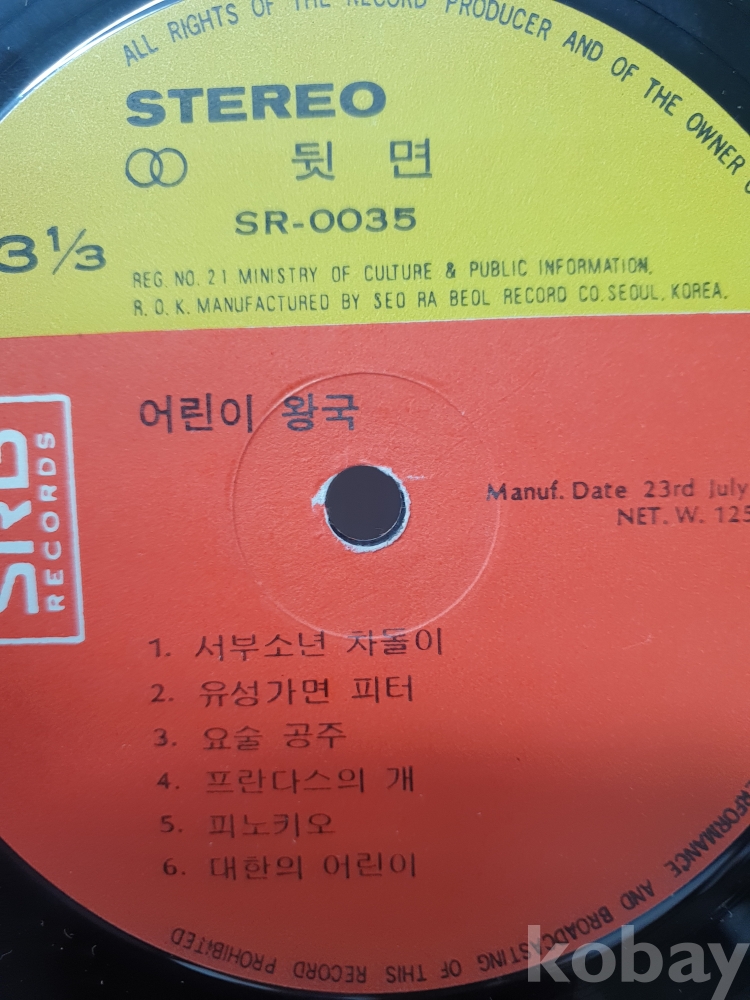 ALL RIGHTS OF THE RECORD PRODUCER AND OF THE OWNER
STEREO
뒷 면
SR-0035
3 1/3
REG. NO. 21 MINISTRY OF CULTURE & PUBLIC INFORMATION.
R. O. K. MANUFACTURED BY SEO RA BEOL RECORD CO. SEOUL. KOREA.
SRB
RECORDS
어린이 왕국
Manuf. Date 23rd July
NET. W. 125
1. 서부소년 차돌이
2. 유성가면 피터
3. 요술 공주
4. 프란다스의 개
5. 피노키오
6. 대한의 어린이
PERFORMANCE AND BROADCASTING OF THIS RECORD PROHIBITED
kobay